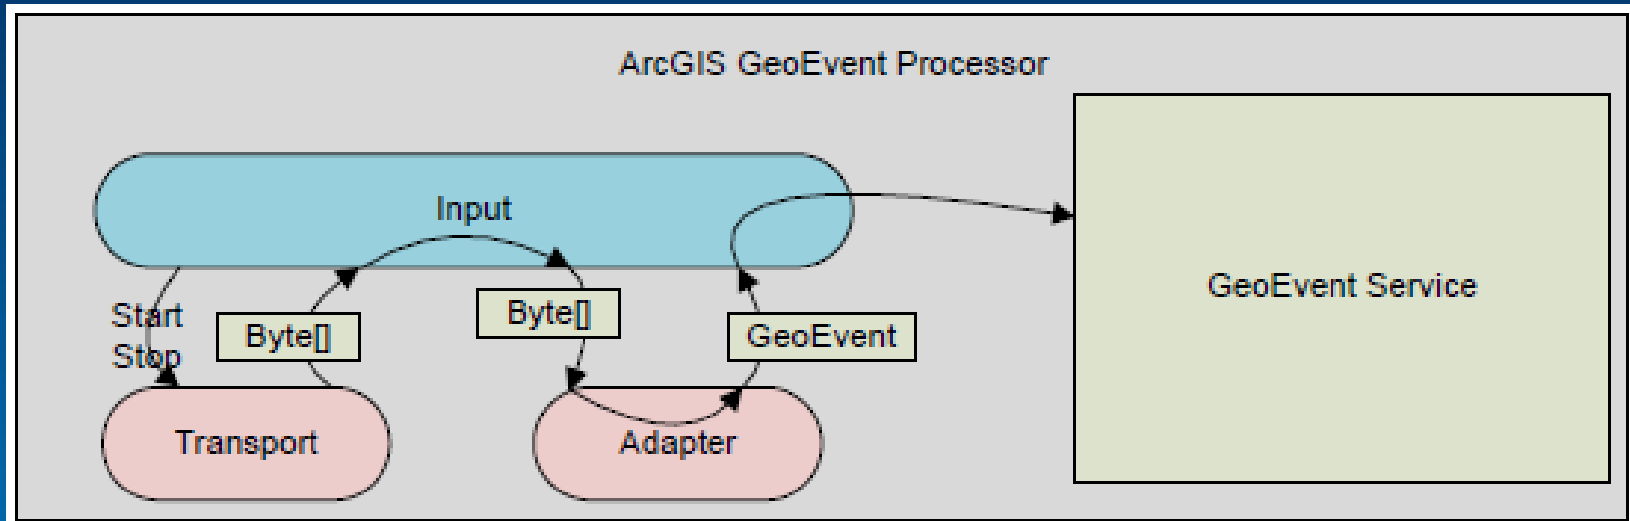 ArcGIS GeoEvent Processor
Input
GeoEvent Service
Start
Stop
Byte[]
Byte[]
GeoEvent
Transport
Adapter